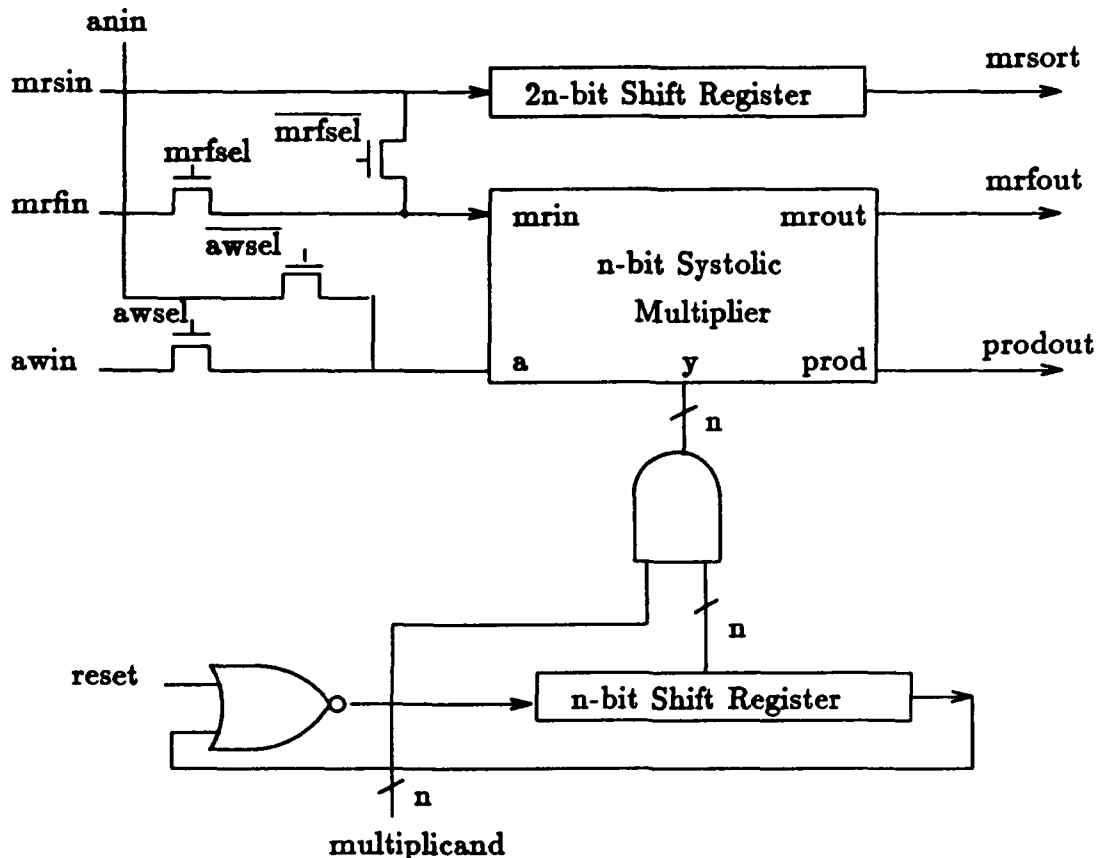 anin
mrsin
2n-bit Shift Register
mrsort
mrfsel
mrfsel
mrfin
mrin
mrout
mrfout
awsel
n-bit Systolic
Multiplier
awsel
awin
a
y
prod
prodout
n
n
reset
n-bit Shift Register
n
multiplicand